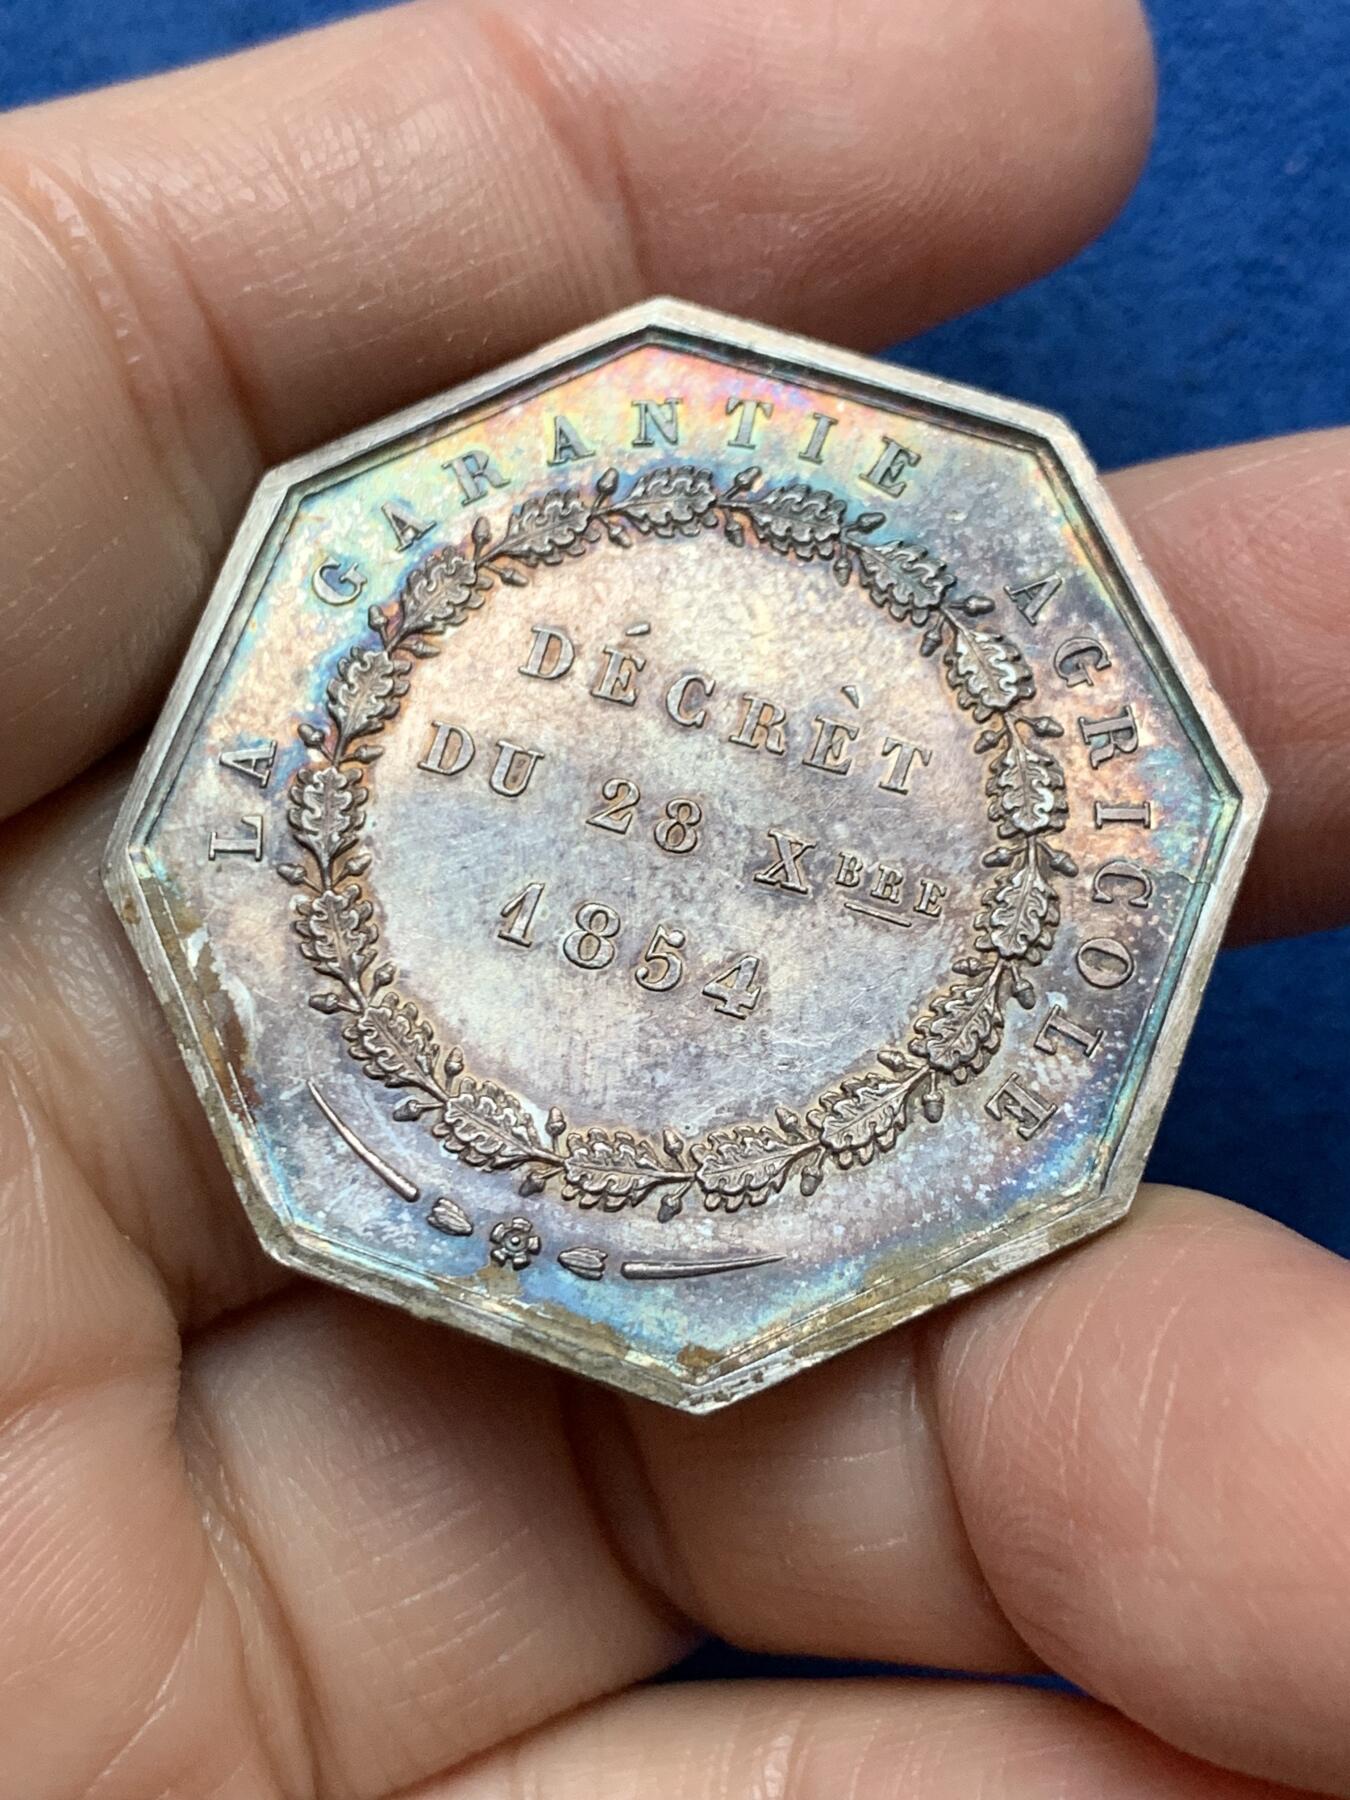 LA GARANTIE AGRICOLE
DÉCRÈT
DU 28 XBRE
1854